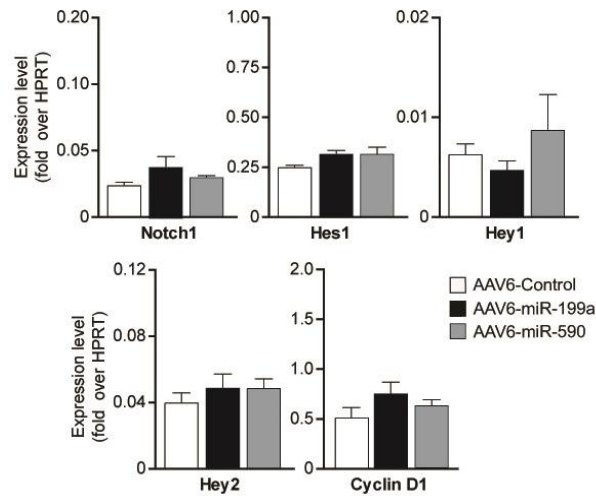 Expression level
(fold over HPRT)
0.20
0.10
0.05
0
Notch1
1.00
0.75
0.50
0.25
0
Hes1
0.02
0.01
0
Hey1
Expression level
(fold over HPRT)
0.12
0.08
0.04
0
Hey2
2.0
1.0
0.5
0
Cyclin D1
AAV6-Control
AAV6-miR-199a
AAV6-miR-590